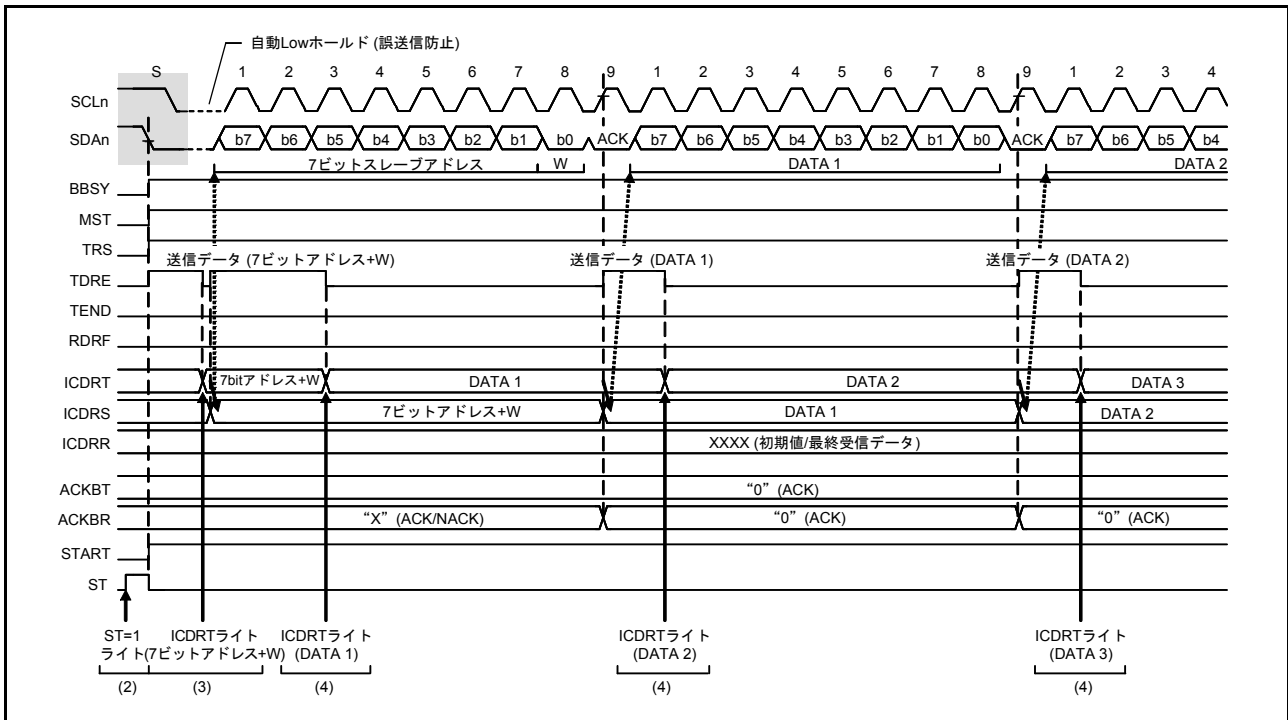 自動Lowホールド (誤送信防止)
S 1 2 3 4 5 6 7 8 9 1 2 3 4 5 6 7 8 9 1 2 3 4
SCLn
SDAn b7 b6 b5 b4 b3 b2 b1 b0 ACK b7 b6 b5 b4 b3 b2 b1 b0 ACK b7 b6 b5 b4
7ビットスレーブアドレス W DATA 1 DATA 2
BBSY
MST
TRS
送信データ (7ビットアドレス+W) 送信データ (DATA 1) 送信データ (DATA 2)
TDRE
TEND
RDRF
ICDRT 7bitアドレス+W DATA 1 DATA 2 DATA 3
ICDRS 7ビットアドレス+W DATA 1 DATA 2
ICDRR XXXX (初期値/最終受信データ)
ACKBT “0” (ACK)
ACKBR “X” (ACK/NACK) “0” (ACK) “0” (ACK)
START
ST
ST=1 ICDRTライト ICDRTライト ICDRTライト ICDRTライト
ライト(7ビットアドレス+W) (DATA 1) (DATA 2) (DATA 3)
(2) (3) (4) (4) (4)